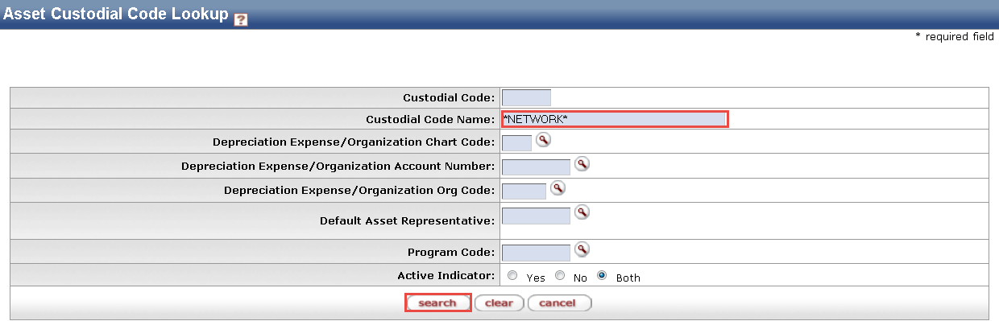 Asset Custodial Code Lookup ?
* required field
Custodial Code:
Custodial Code Name: *NETWORK*
Depreciation Expense/Organization Chart Code:
Depreciation Expense/Organization Account Number:
Depreciation Expense/Organization Org Code:
Default Asset Representative:
Program Code:
Active Indicator: Yes No Both
search clear cancel